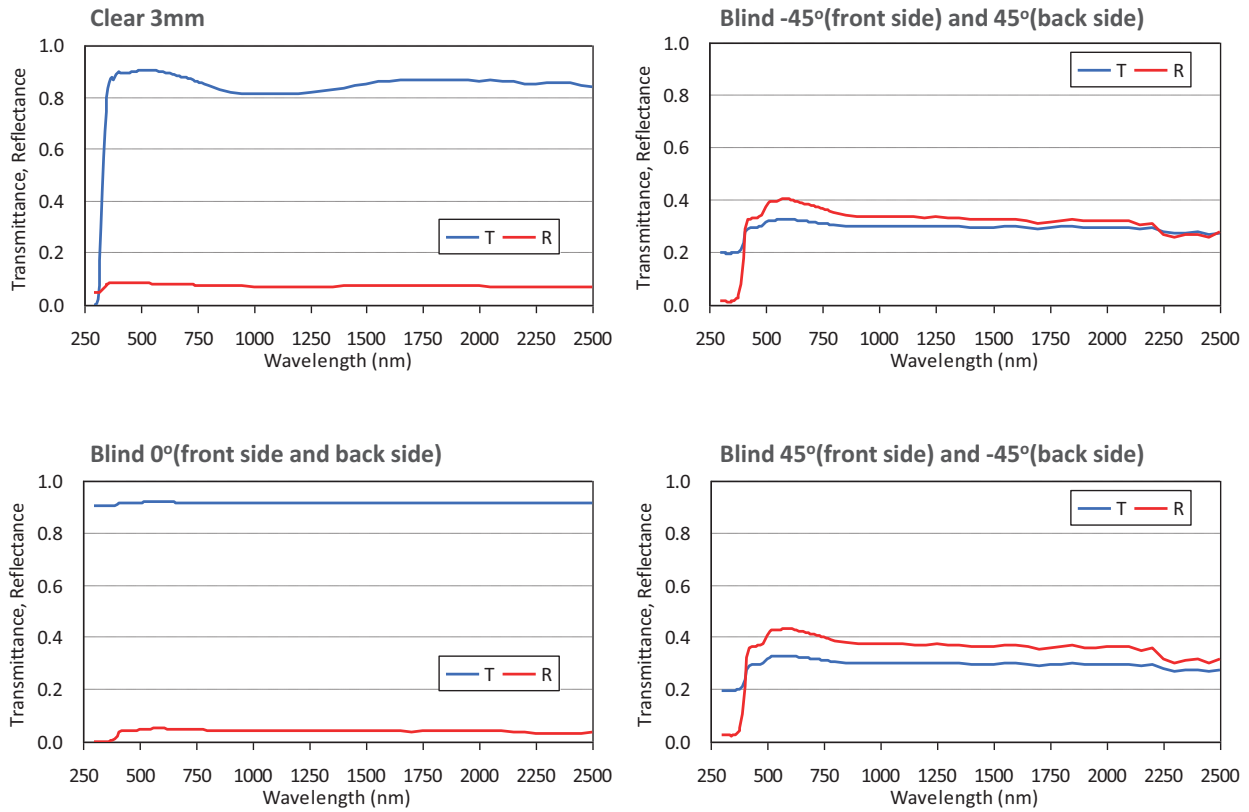 Clear 3mm
Transmittance, Reflectance
1.0
0.8
0.6
0.4
0.2
0.0
T R
250 500 750 1000 1250 1500 1750 2000 2250 2500
Wavelength (nm)
Blind -45°(front side) and 45°(back side)
Transmittance, Reflectance
1.0
0.8
0.6
0.4
0.2
0.0
T R
250 500 750 1000 1250 1500 1750 2000 2250 2500
Wavelength (nm)
Blind 0°(front side and back side)
Transmittance, Reflectance
1.0
0.8
0.6
0.4
0.2
0.0
T R
250 500 750 1000 1250 1500 1750 2000 2250 2500
Wavelength (nm)
Blind 45°(front side) and -45°(back side)
Transmittance, Reflectance
1.0
0.8
0.6
0.4
0.2
0.0
T R
250 500 750 1000 1250 1500 1750 2000 2250 2500
Wavelength (nm)